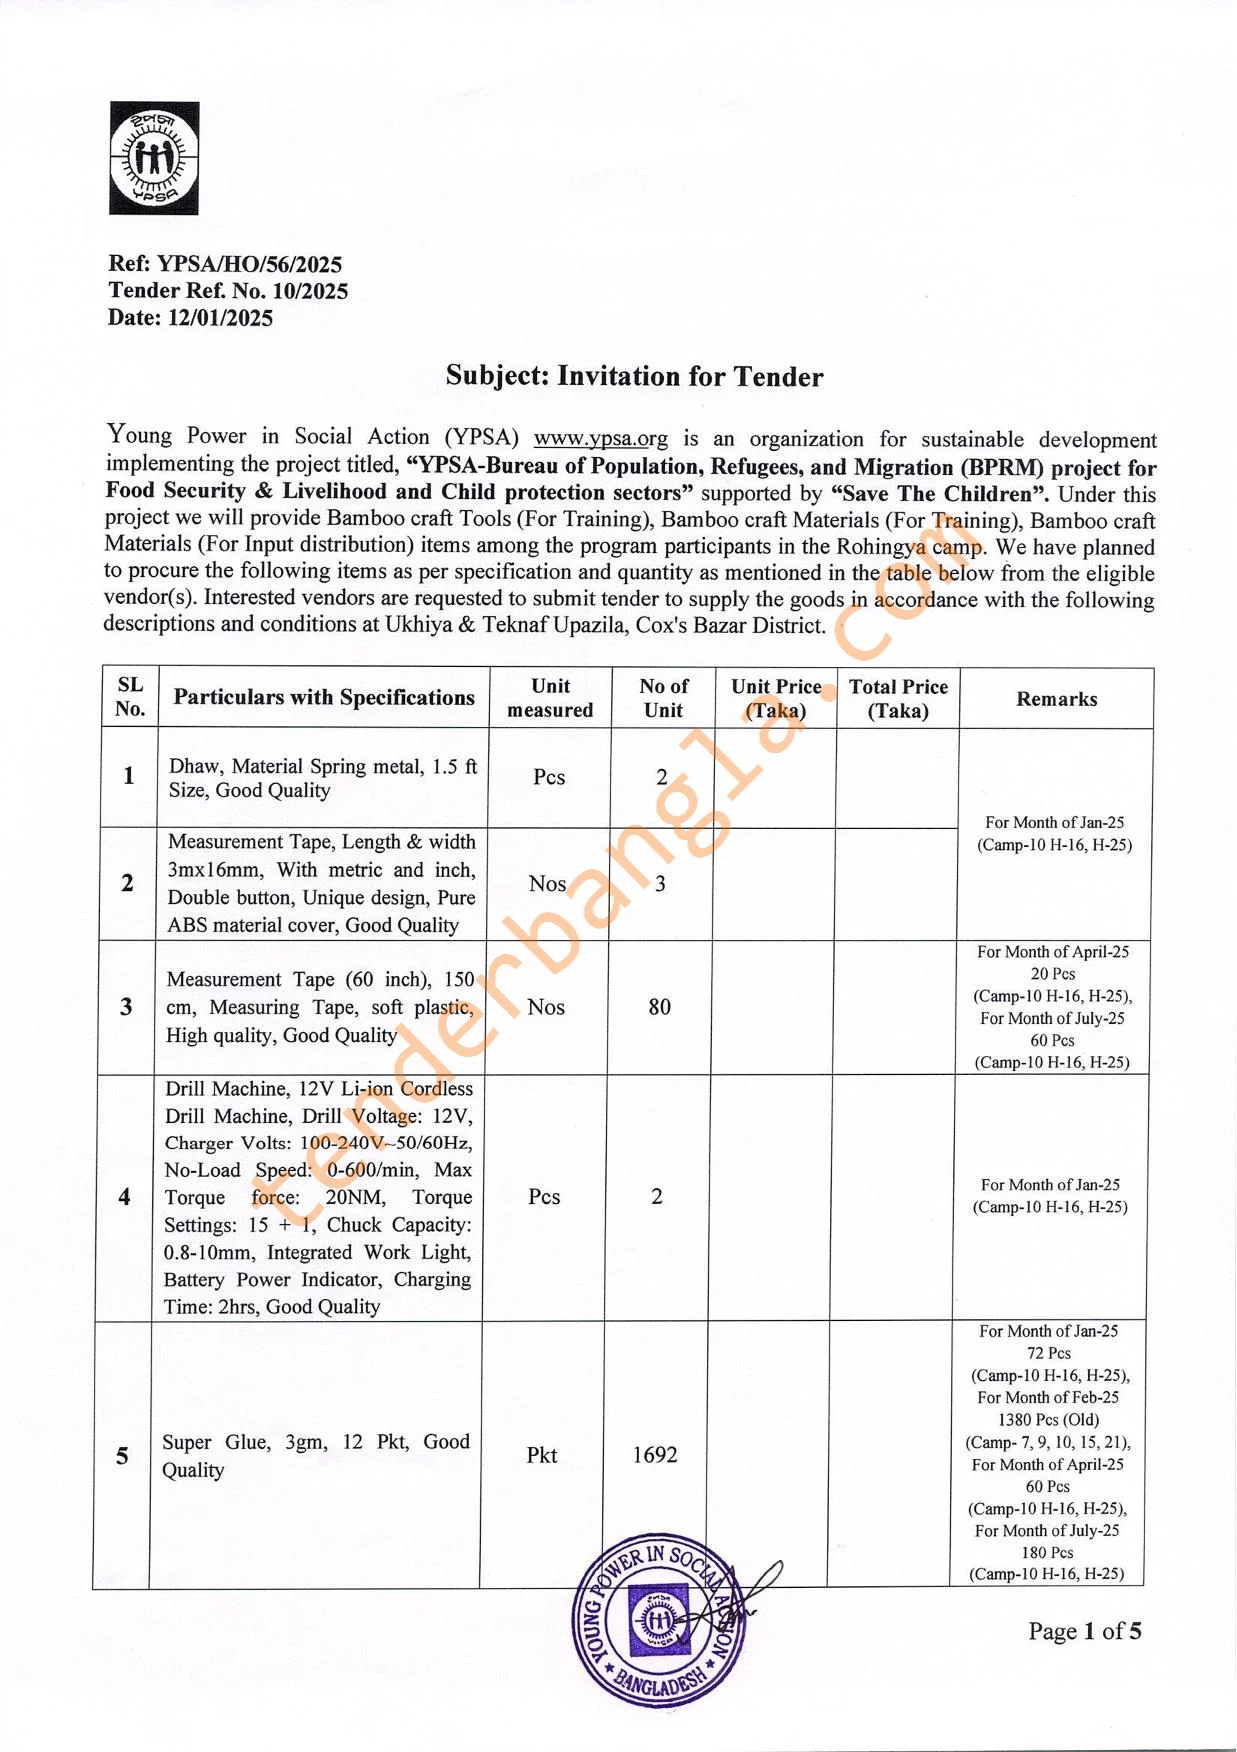 ইপসা
YPSA
Ref: YPSA/HO/56/2025
Tender Ref. No. 10/2025
Date: 12/01/2025
Subject: Invitation for Tender
Young Power in Social Action (YPSA) www.ypsa.org is an organization for sustainable development
implementing the project titled, “YPSA-Bureau of Population, Refugees, and Migration (BPRM) project for
Food Security & Livelihood and Child protection sectors” supported by “Save The Children”. Under this
project we will provide Bamboo craft Tools (For Training), Bamboo craft Materials (For Training), Bamboo craft
Materials (For Input distribution) items among the program participants in the Rohingya camp. We have planned
to procure the following items as per specification and quantity as mentioned in the table below from the eligible
vendor(s). Interested vendors are requested to submit tender to supply the goods in accordance with the following
descriptions and conditions at Ukhiya & Teknaf Upazila, Cox's Bazar District.
SL
No.
Particulars with Specifications
Unit
measured
No of
Unit
Unit Price
(Taka)
Total Price
(Taka)
Remarks
1
Dhaw, Material Spring metal, 1.5 ft
Size, Good Quality
Pcs
2
For Month of Jan-25
(Camp-10 H-16, H-25)
2
Measurement Tape, Length & width
3mx16mm, With metric and inch,
Double button, Unique design, Pure
ABS material cover, Good Quality
Nos
3
3
Measurement Tape (60 inch), 150
cm, Measuring Tape, soft plastic,
High quality, Good Quality
Nos
80
For Month of April-25
20 Pcs
(Camp-10 H-16, H-25),
For Month of July-25
60 Pcs
(Camp-10 H-16, H-25)
4
Drill Machine, 12V Li-ion Cordless
Drill Machine, Drill Voltage: 12V,
Charger Volts: 100-240V~50/60Hz,
No-Load Speed: 0-600/min, Max
Torque force: 20NM, Torque
Settings: 15 + 1, Chuck Capacity:
0.8-10mm, Integrated Work Light,
Battery Power Indicator, Charging
Time: 2hrs, Good Quality
Pcs
2
For Month of Jan-25
(Camp-10 H-16, H-25)
5
Super Glue, 3gm, 12 Pkt, Good
Quality
Pkt
1692
For Month of Jan-25
72 Pcs
(Camp-10 H-16, H-25),
For Month of Feb-25
1380 Pcs (Old)
(Camp- 7, 9, 10, 15, 21),
For Month of April-25
60 Pcs
(Camp-10 H-16, H-25),
For Month of July-25
180 Pcs
(Camp-10 H-16, H-25)
tenderbangla.com
YOUNG POWER IN SOCIAL ACTION
★ BANGLADESH ★
Page 1 of 5